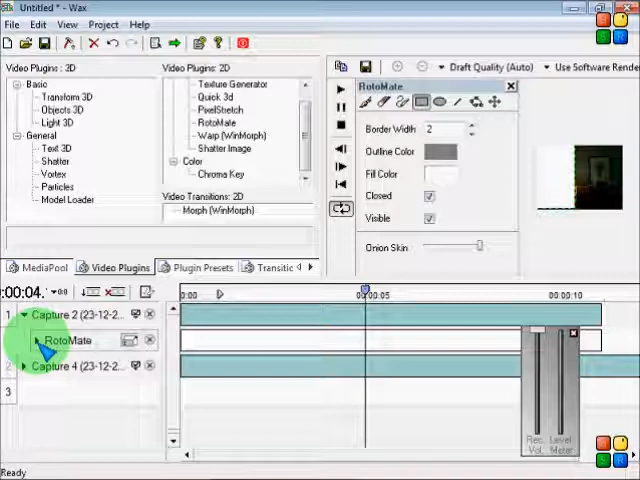 Untitled * - Wax
File Edit View Project Help
Draft Quality (Auto) Use Software Render
Video Plugins: 3D
Basic
Transform 3D
Objects 3D
Light 3D
General
Text 3D
Shatter
Vortex
Particles
Model Loader
Video Plugins: 2D
Texture Generator
Quick 3d
PixelStretch
RotoMate
Warp (WinMorph)
Shatter Image
Color
Chroma Key
Video Transitions: 2D
Morph (WinMorph)
RotoMate
Border Width 2
Outline Color
Fill Color
Closed
Visible
Onion Skin
MediaPool Video Plugins Plugin Presets Transitic
0:00:04.
0:00 00:00:05 00:00:10
1 Capture 2 (23-12-2...
RotoMate
2 Capture 4 (23-12-2...
3
Rec. Vol. Level Meter
Ready
S R
S R